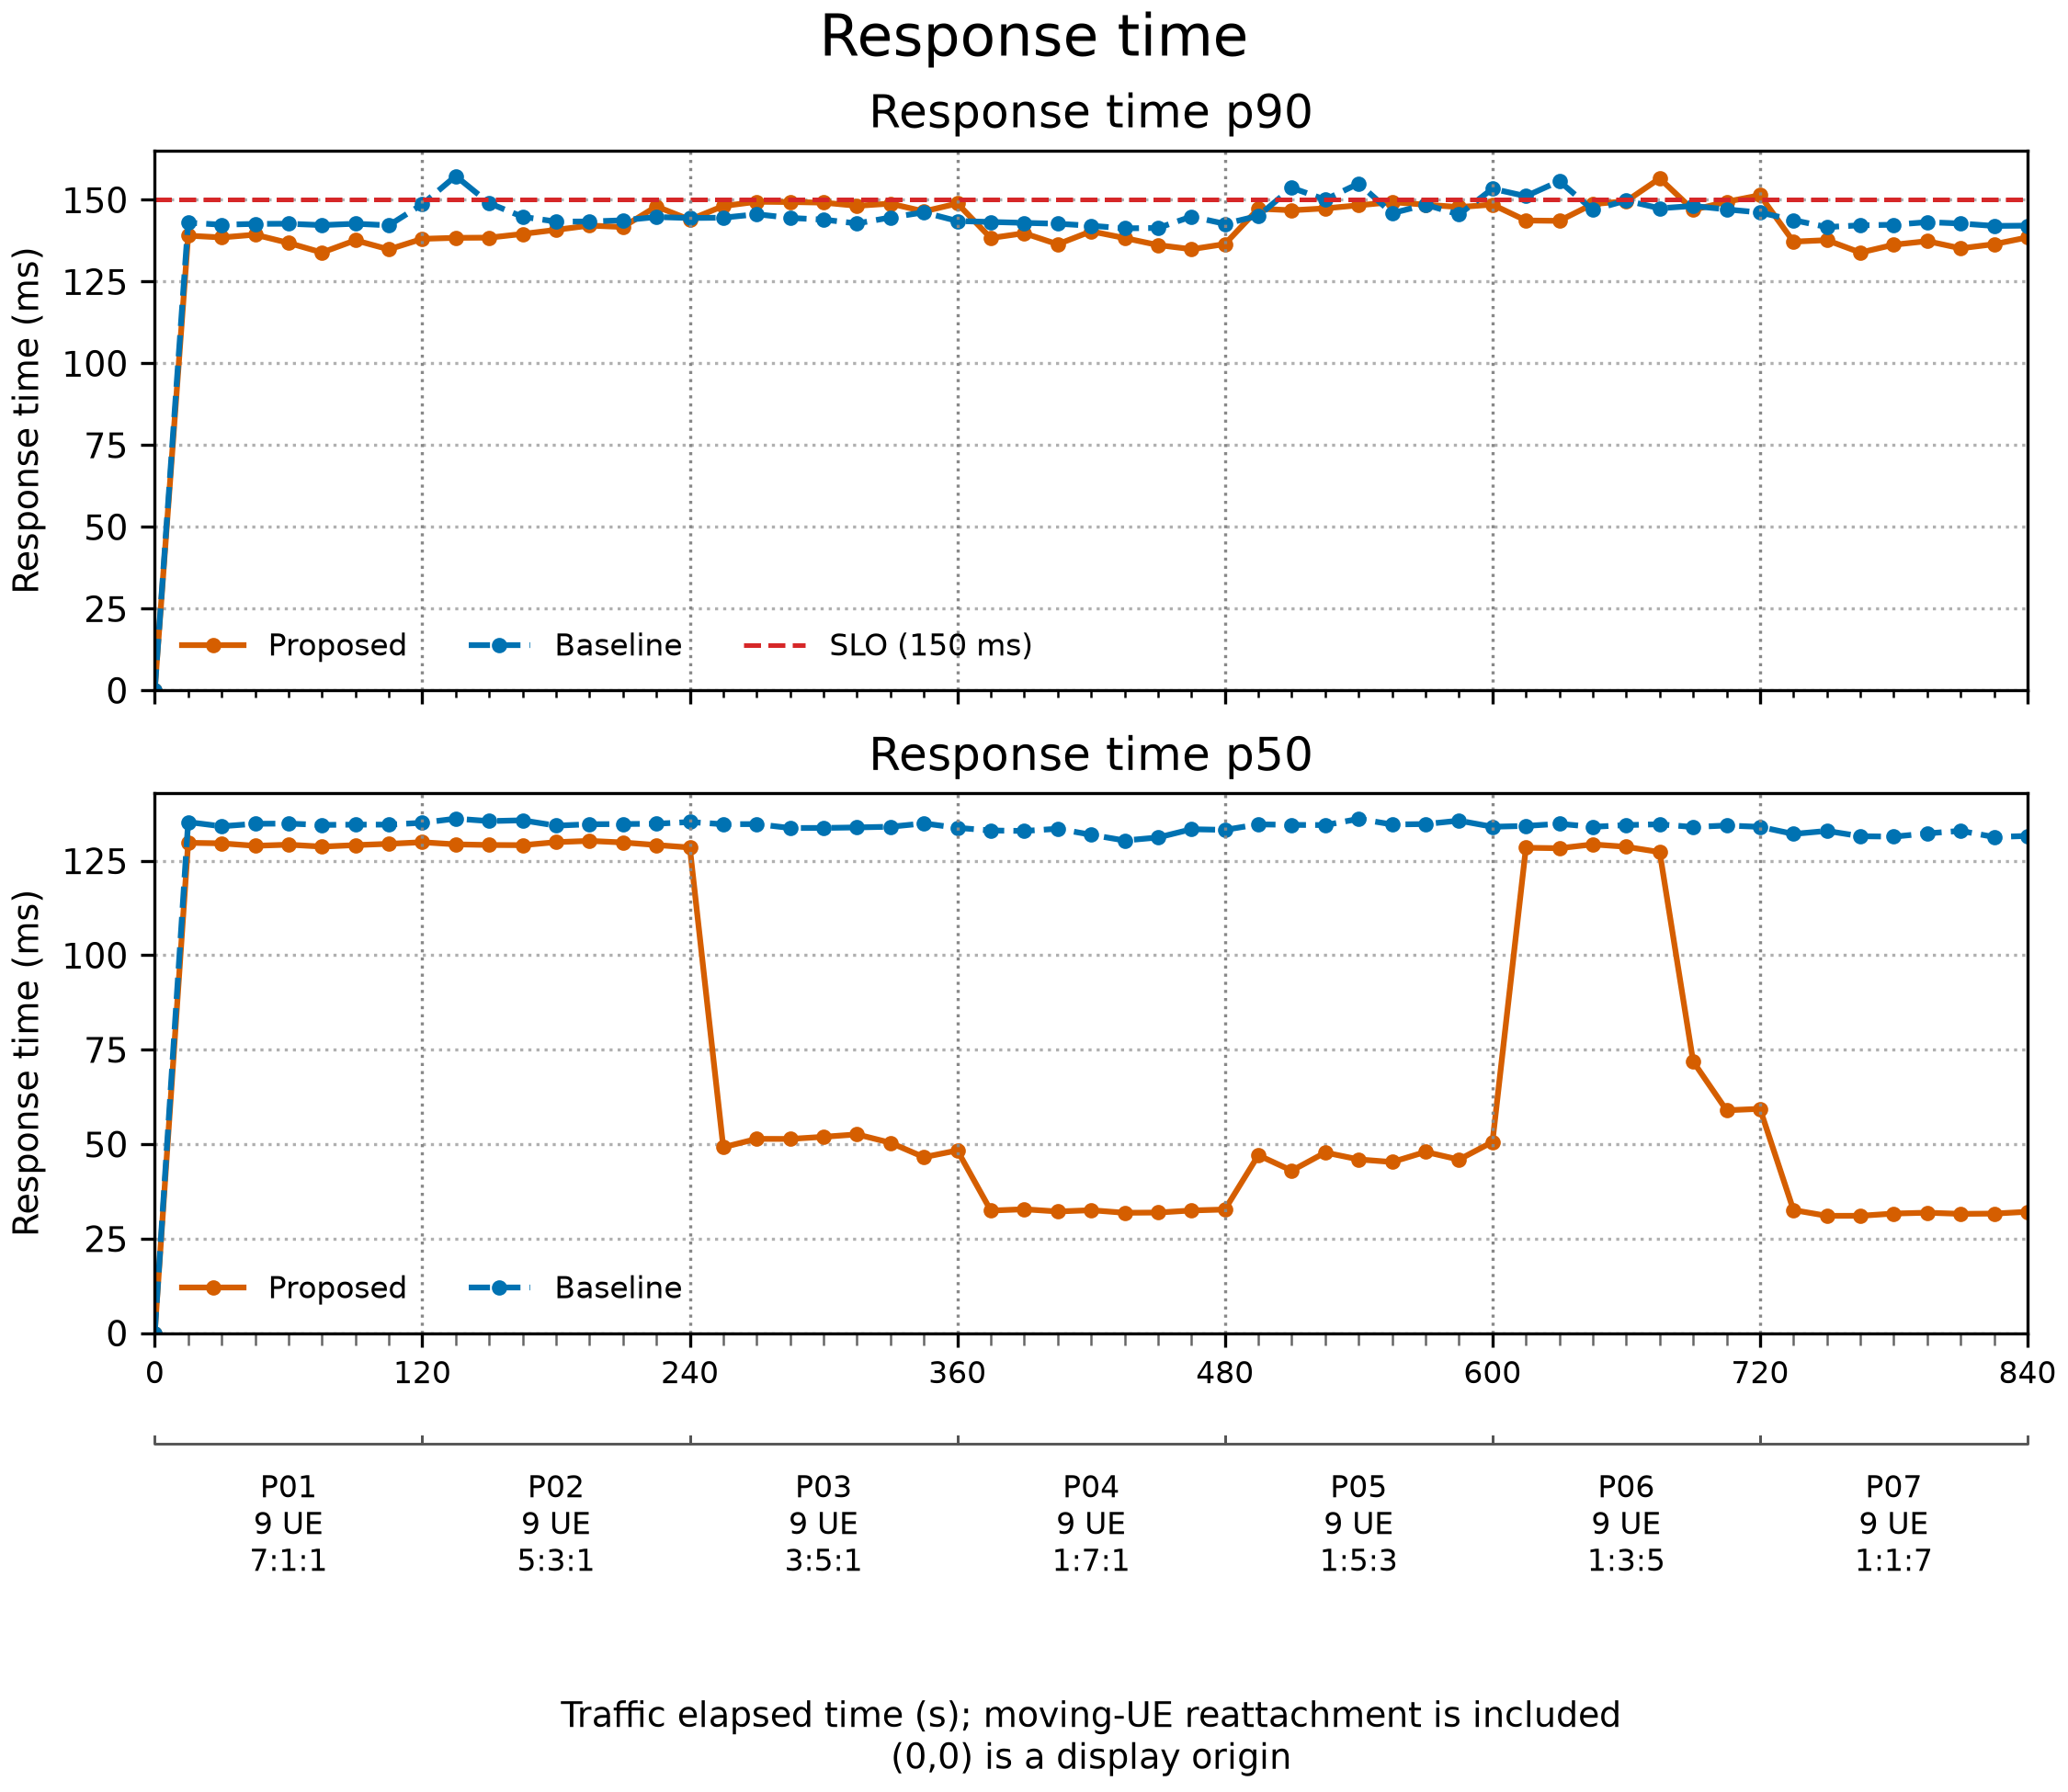 Response time
Response time p90
Response time (ms)
150
125
100
75
50
25
0
Proposed
Baseline
SLO (150 ms)
Response time p50
Response time (ms)
125
100
75
50
25
0
Proposed
Baseline
0 120 240 360 480 600 720 840
P01 P02 P03 P04 P05 P06 P07
9 UE 9 UE 9 UE 9 UE 9 UE 9 UE 9 UE
7:1:1 5:3:1 3:5:1 1:7:1 1:5:3 1:3:5 1:1:7
Traffic elapsed time (s); moving-UE reattachment is included
(0,0) is a display origin